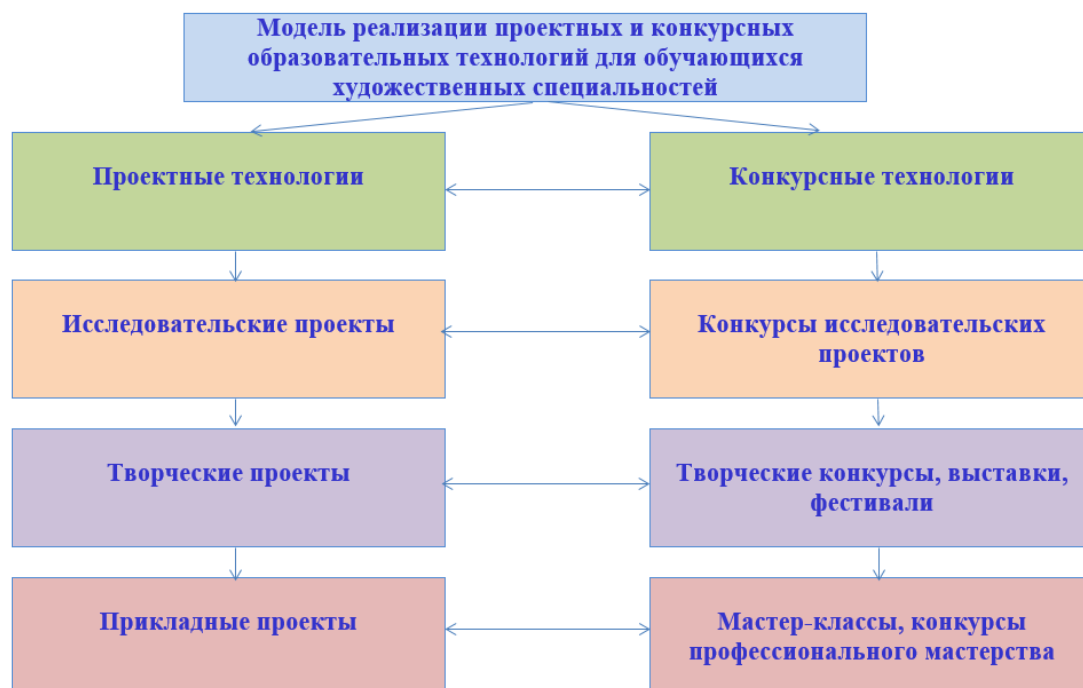 Модель реализации проектных и конкурсных
образовательных технологий для обучающихся
художественных специальностей
Проектные технологии
Конкурсные технологии
Исследовательские проекты
Конкурсы исследовательских
проектов
Творческие проекты
Творческие конкурсы, выставки,
фестивали
Прикладные проекты
Мастер-классы, конкурсы
профессионального мастерства